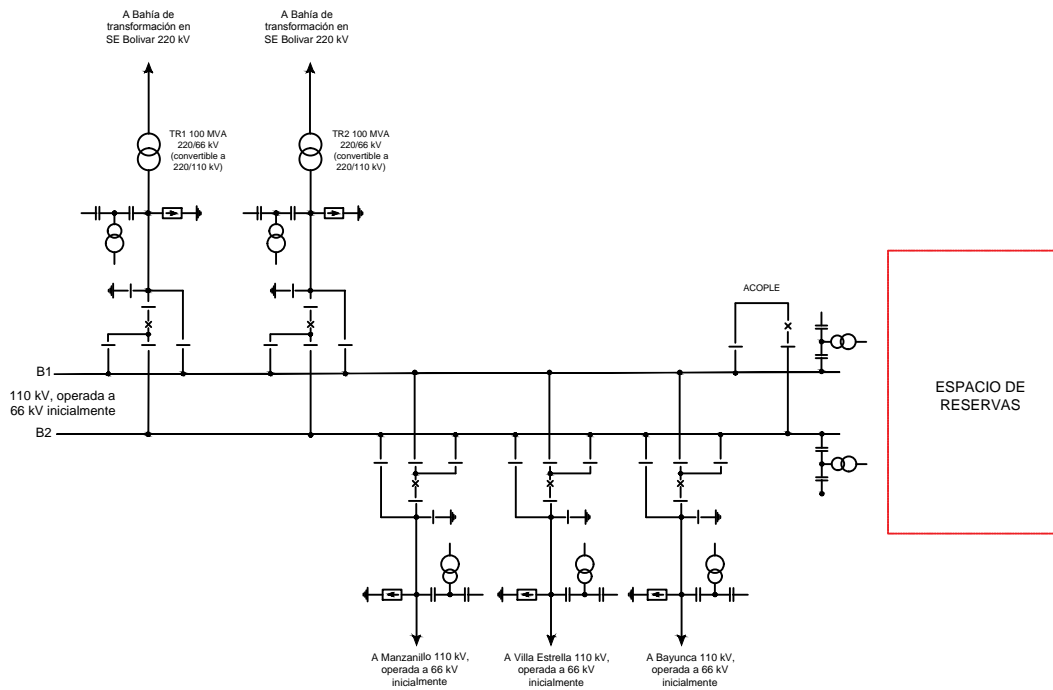 A Bahía de
transformación en
SE Bolivar 220 kV
A Bahía de
transformación en
SE Bolivar 220 kV
TR1 100 MVA
220/66 kV
(convertible a
220/110 kV)
TR2 100 MVA
220/66 kV
(convertible a
220/110 kV)
ACOPLE
B1
110 kV, operada a
66 kV inicialmente
B2
ESPACIO DE
RESERVAS
A Manzanillo 110 kV,
operada a 66 kV
inicialmente
A Villa Estrella 110 kV,
operada a 66 kV
inicialmente
A Bayunca 110 kV,
operada a 66 kV
inicialmente